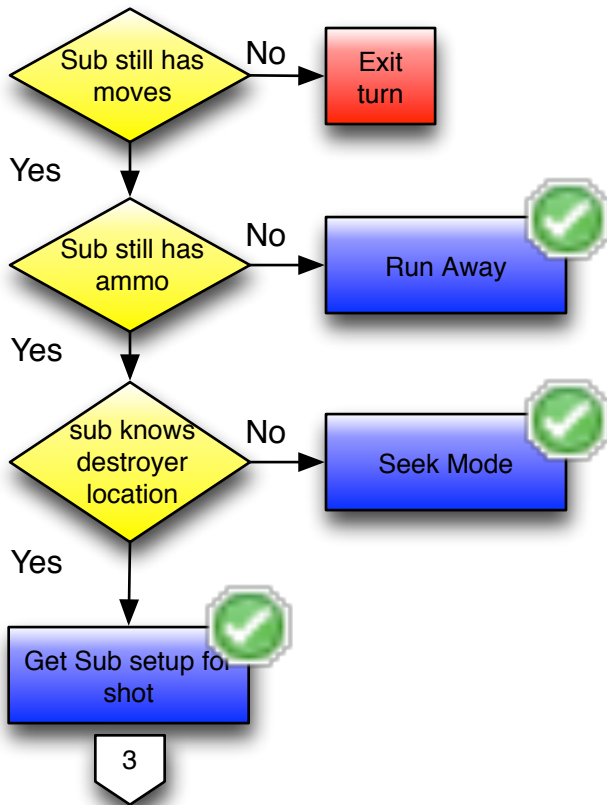 Sub still has
moves
No
Exit
turn
Yes
Sub still has
ammo
No
Run Away
Yes
sub knows
destroyer
location
No
Seek Mode
Yes
Get Sub setup for
shot
3